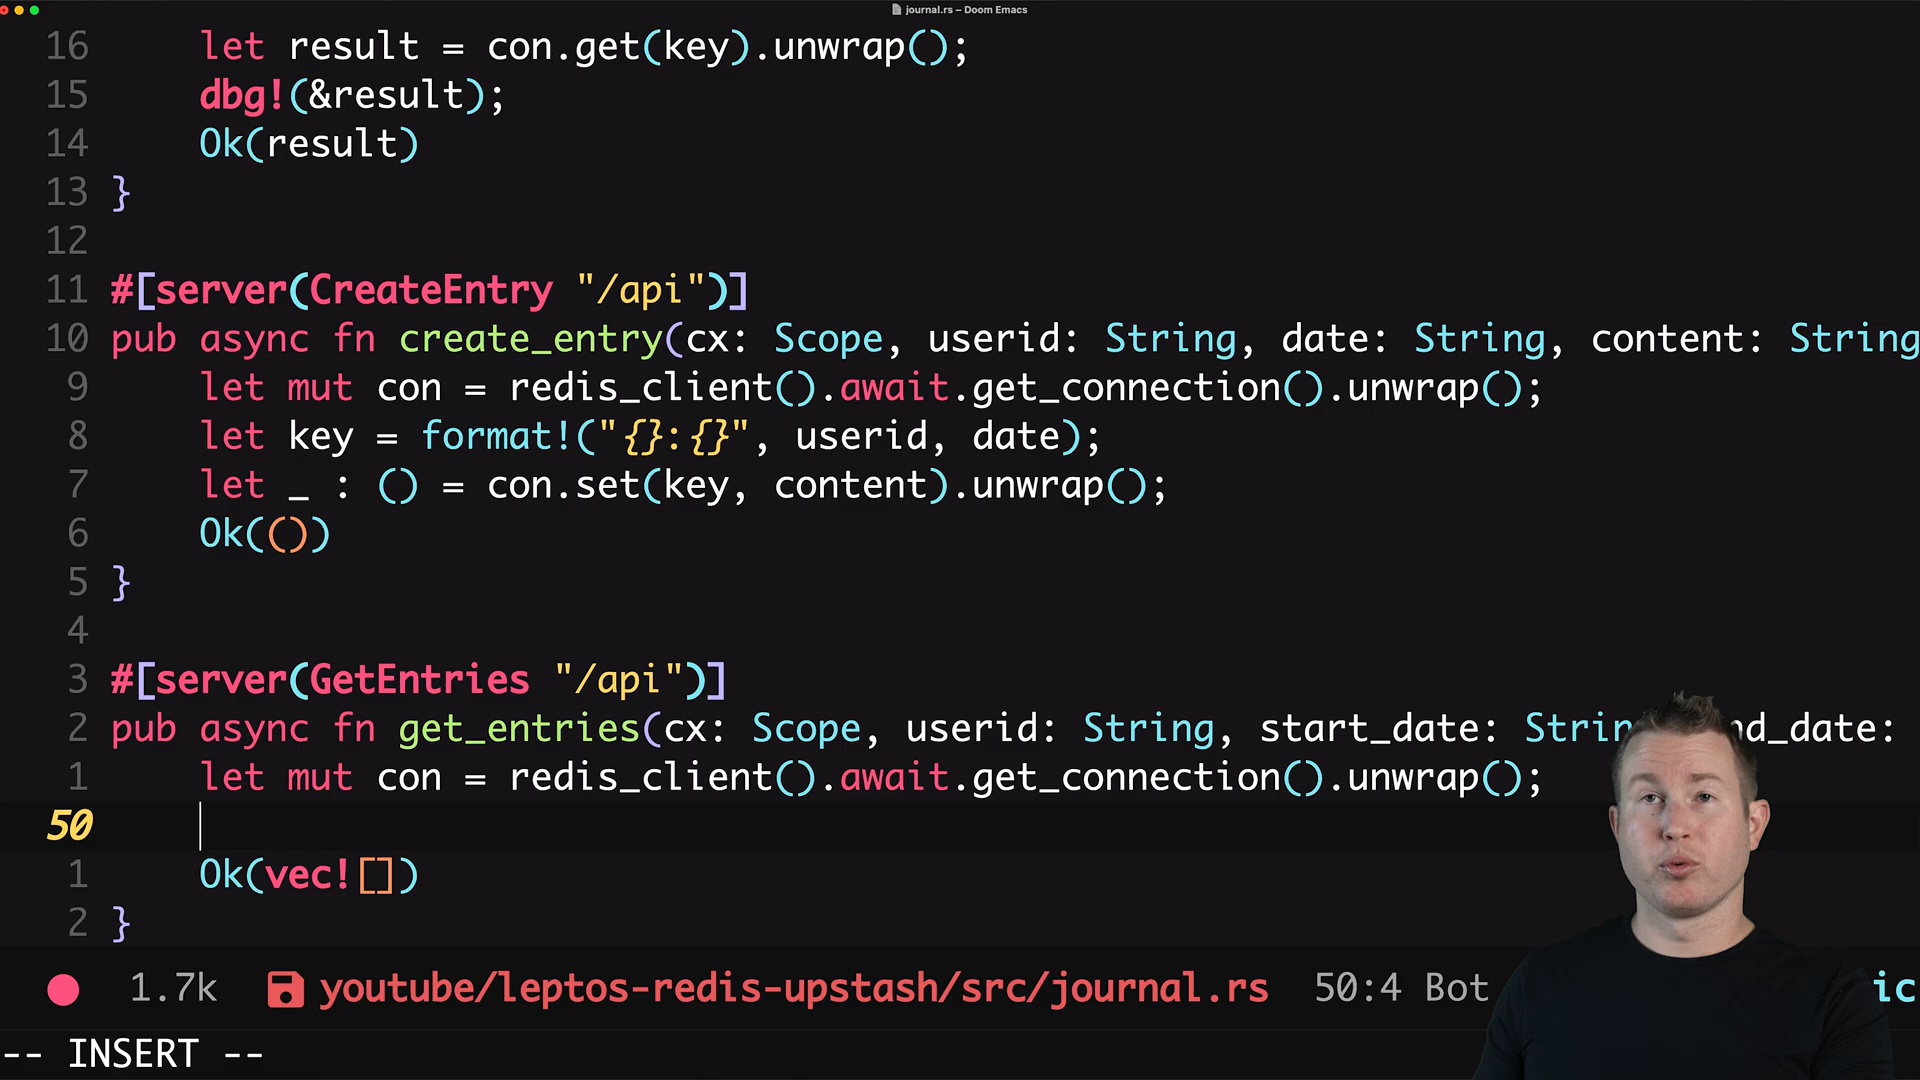 journal.rs – Doom Emacs
16 let result = con.get(key).unwrap();
15 dbg!(&result);
14 Ok(result)
13 }
12
11 #[server(CreateEntry "/api")]
10 pub async fn create_entry(cx: Scope, userid: String, date: String, content: String
9 let mut con = redis_client().await.get_connection().unwrap();
8 let key = format!("{}:{}", userid, date);
7 let _ : () = con.set(key, content).unwrap();
6 Ok(())
5 }
4
3 #[server(GetEntries "/api")]
2 pub async fn get_entries(cx: Scope, userid: String, start_date: nd_date:
1 let mut con = redis_client().await.get_connection().unwrap();
50
1 Ok(vec![])
2 }
1.7k youtube/leptos-redis-upstash/src/journal.rs 50:4 Bot ic
-- INSERT --